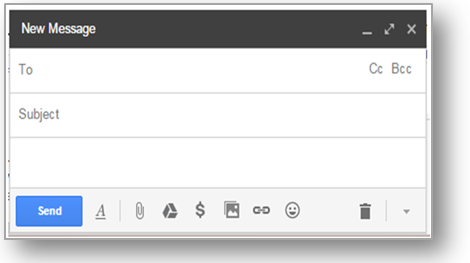 New Message
To Cc Bcc
Subject
Send A $